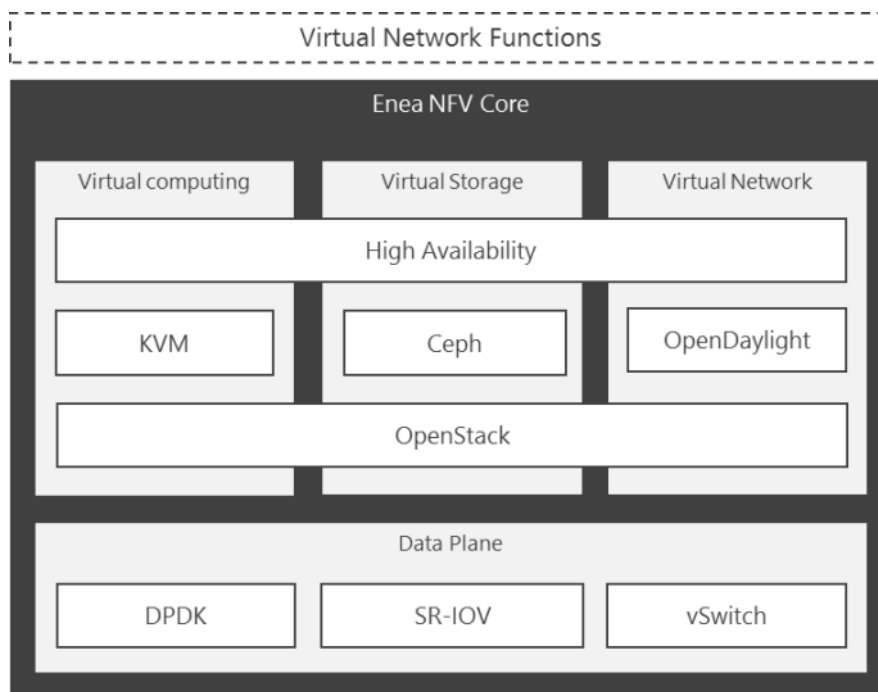 Virtual Network Functions
Enea NFV Core
Virtual computing
Virtual Storage
Virtual Network
High Availability
KVM
Ceph
OpenDaylight
OpenStack
Data Plane
DPDK
SR-IOV
vSwitch